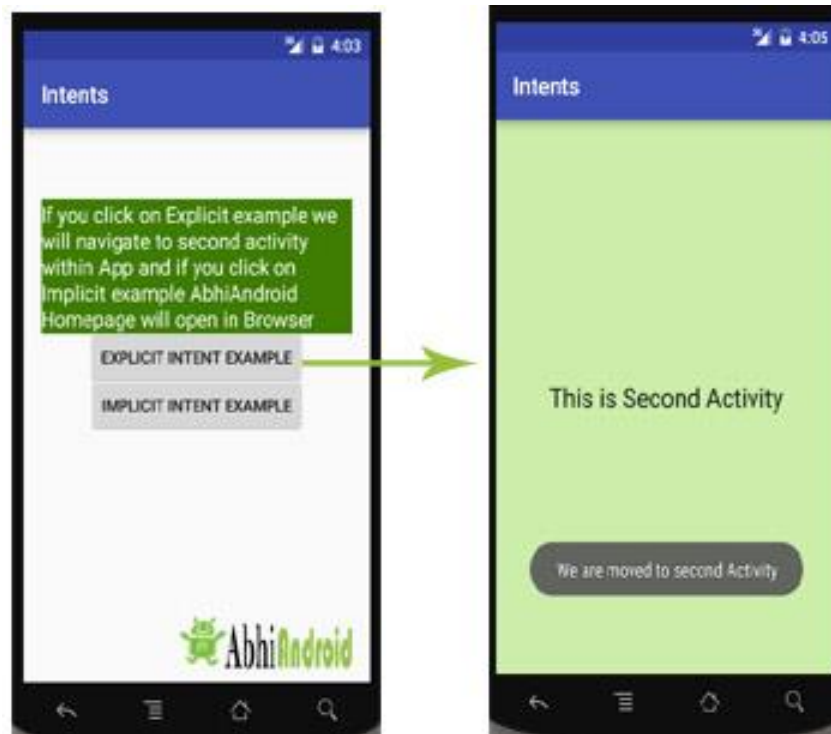 4:03
Intents
If you click on Explicit example we
will navigate to second activity
within App and if you click on
Implicit example AbhiAndroid
Homepage will open in Browser
EXPLICIT INTENT EXAMPLE
IMPLICIT INTENT EXAMPLE
AbhiAndroid
4:05
Intents
This is Second Activity
We are moved to second Activity